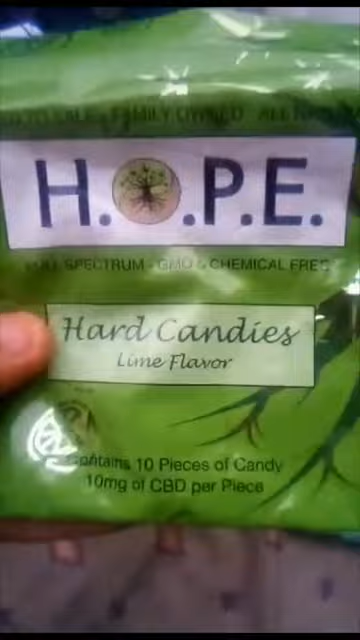 FAMILY OWNED
H.O.P.E.
FULL SPECTRUM - GMO & CHEMICAL FREE
Hard Candies
Lime Flavor
Contains 10 Pieces of Candy
10mg of CBD per Piece